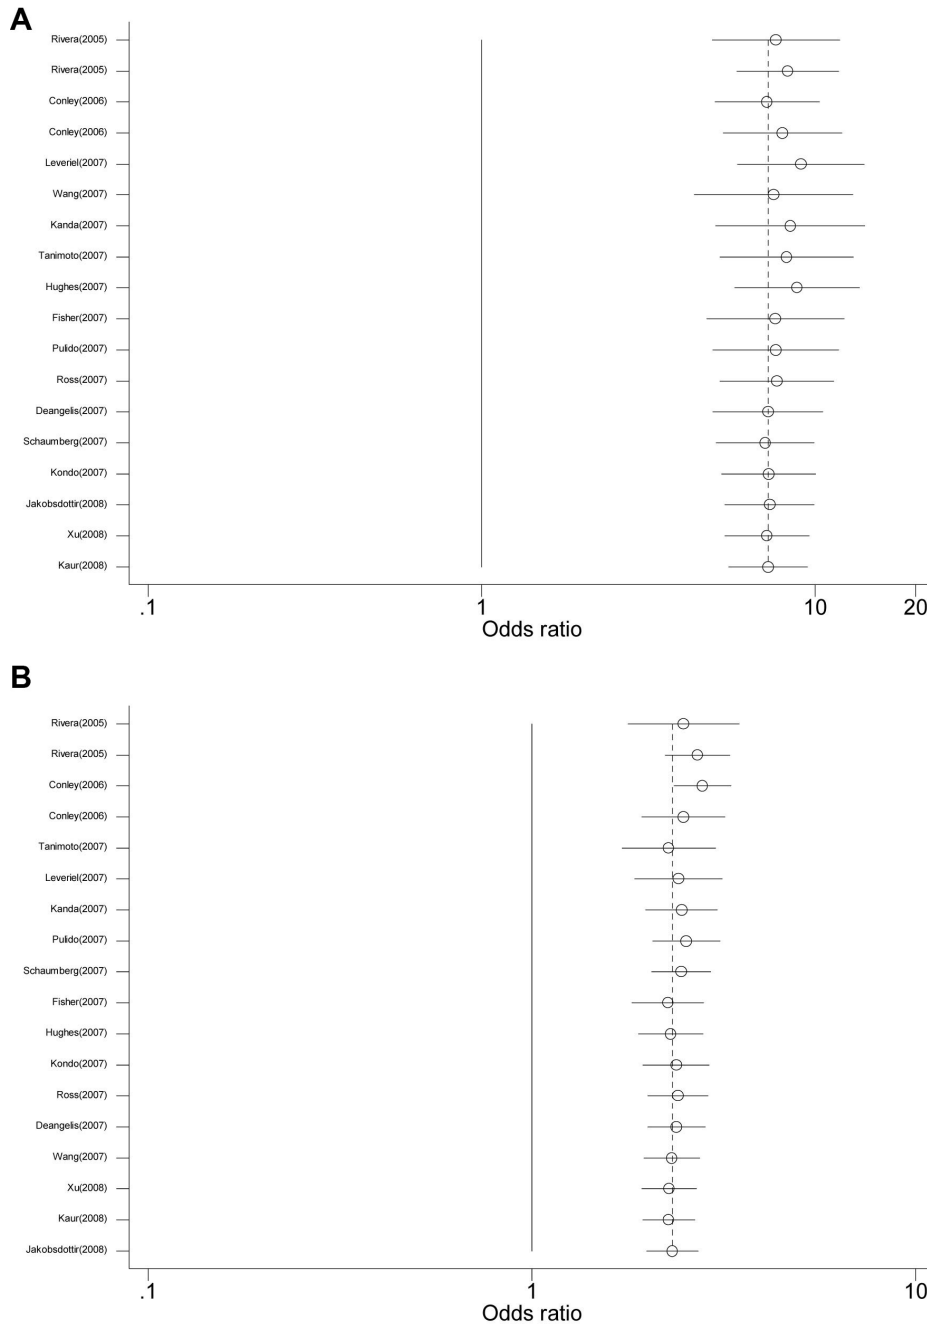 A
Rivera(2005)
Rivera(2005)
Conley(2006)
Conley(2006)
Leveriel(2007)
Wang(2007)
Kanda(2007)
Tanimoto(2007)
Hughes(2007)
Fisher(2007)
Pulido(2007)
Ross(2007)
Deangelis(2007)
Schaumberg(2007)
Kondo(2007)
Jakobsdottir(2008)
Xu(2008)
Kaur(2008)
.1 1 10 20
Odds ratio
B
Rivera(2005)
Rivera(2005)
Conley(2006)
Conley(2006)
Tanimoto(2007)
Leveriel(2007)
Kanda(2007)
Pulido(2007)
Schaumberg(2007)
Fisher(2007)
Hughes(2007)
Kondo(2007)
Ross(2007)
Deangelis(2007)
Wang(2007)
Xu(2008)
Kaur(2008)
Jakobsdottir(2008)
.1 1 10
Odds ratio